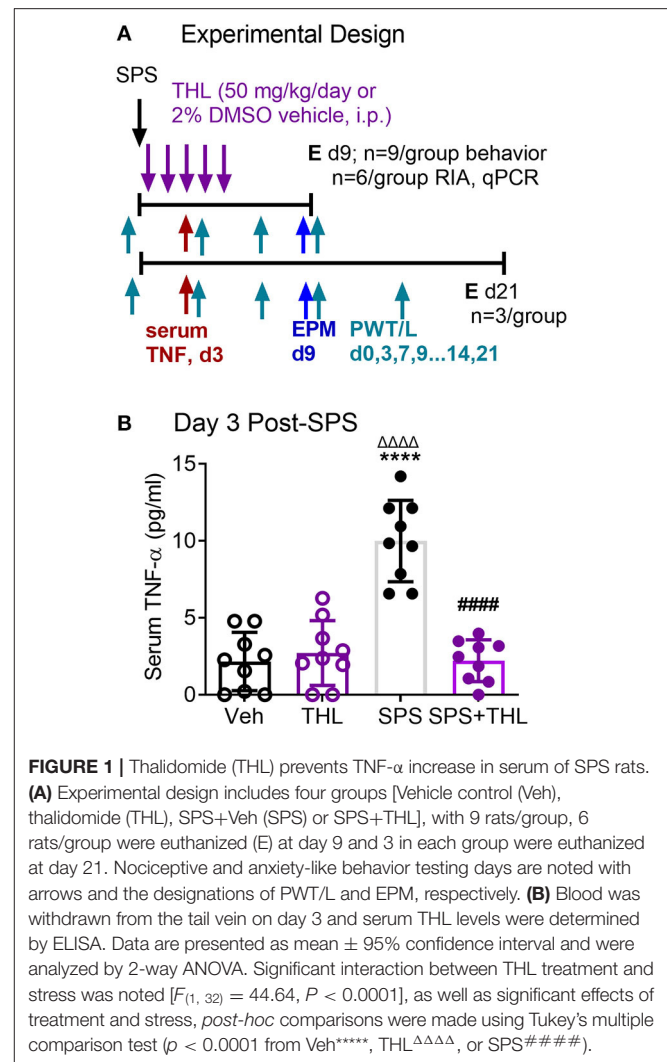 A Experimental Design
SPS
THL (50 mg/kg/day or
2% DMSO vehicle, i.p.)
E d9; n=9/group behavior
n=6/group RIA, qPCR
E d21
n=3/group
serum
TNF, d3
EPM
d9
PWT/L
d0,3,7,9...14,21
B Day 3 Post-SPS
Serum TNF-α (pg/ml)
15
10
5
0
ΔΔΔΔ
****
####
Veh THL SPS SPS+THL
FIGURE 1 | Thalidomide (THL) prevents TNF-α increase in serum of SPS rats.
(A) Experimental design includes four groups [Vehicle control (Veh),
thalidomide (THL), SPS+Veh (SPS) or SPS+THL], with 9 rats/group, 6
rats/group were euthanized (E) at day 9 and 3 in each group were euthanized
at day 21. Nociceptive and anxiety-like behavior testing days are noted with
arrows and the designations of PWT/L and EPM, respectively. (B) Blood was
withdrawn from the tail vein on day 3 and serum THL levels were determined
by ELISA. Data are presented as mean ± 95% confidence interval and were
analyzed by 2-way ANOVA. Significant interaction between THL treatment and
stress was noted [F(1, 32) = 44.64, P < 0.0001], as well as significant effects of
treatment and stress, post-hoc comparisons were made using Tukey's multiple
comparison test (p < 0.0001 from Veh*****, THLΔΔΔΔ, or SPS####).